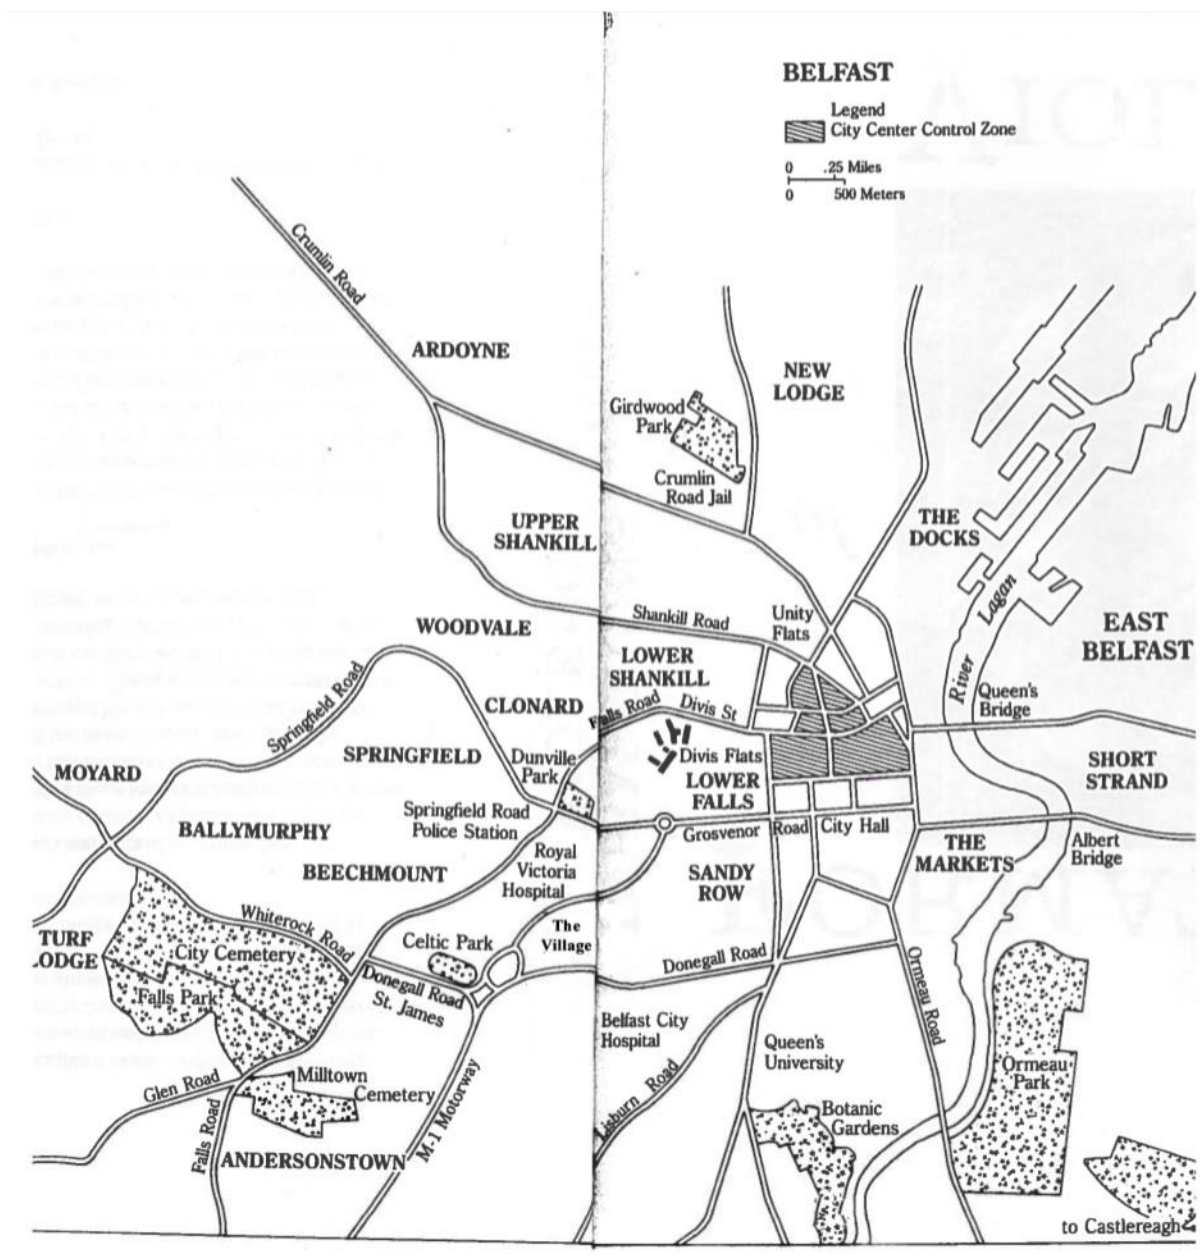 BELFAST
Legend
City Center Control Zone
0 .25 Miles
0 500 Meters
Crumlin Road
ARDOYNE
NEW
LODGE
Girdwood
Park
Crumlin
Road Jail
UPPER
SHANKILL
THE
DOCKS
River Lagan
Shankill Road
Unity
Flats
WOODVALE
EAST
BELFAST
LOWER
SHANKILL
Springfield Road
CLONARD
Falls Road
Divis St
Queen's
Bridge
SPRINGFIELD
Dunville
Park
Divis Flats
MOYARD
SHORT
STRAND
LOWER
FALLS
Springfield Road
Police Station
BALLYMURPHY
Grosvenor Road
City Hall
THE
MARKETS
Albert
Bridge
Royal
Victoria
Hospital
BEECHMOUNT
SANDY
ROW
Whiterock Road
The
Village
TURF
LODGE
City Cemetery
Celtic Park
Donegall Road
Donegall Road
St. James
Falls Park
Ormeau Road
Belfast City
Hospital
Queen's
University
Glen Road
Milltown
Cemetery
M-1 Motorway
Lisburn Road
Ormeau
Park
Botanic
Gardens
Falls Road
ANDERSONSTOWN
to Castlereagh